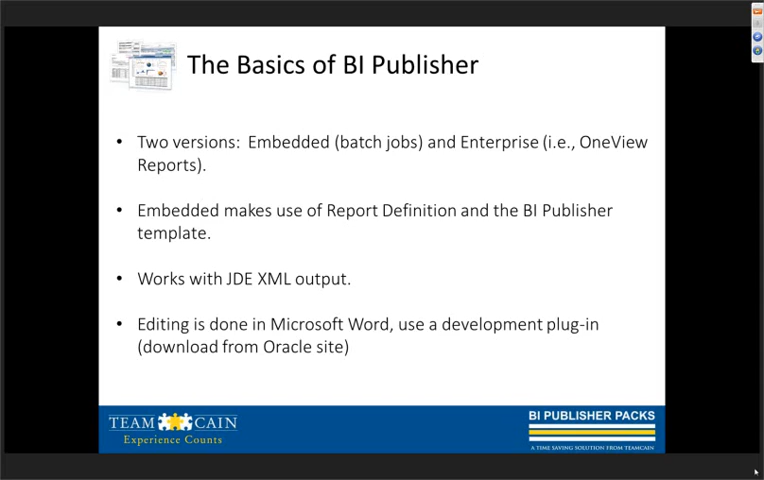 The Basics of BI Publisher
• Two versions: Embedded (batch jobs) and Enterprise (i.e., OneView
Reports).
• Embedded makes use of Report Definition and the BI Publisher
template.
• Works with JDE XML output.
• Editing is done in Microsoft Word, use a development plug-in
(download from Oracle site)
TEAM CAIN
Experience Counts
BI PUBLISHER PACKS
A TIME SAVING SOLUTION FROM TEAMCAIN